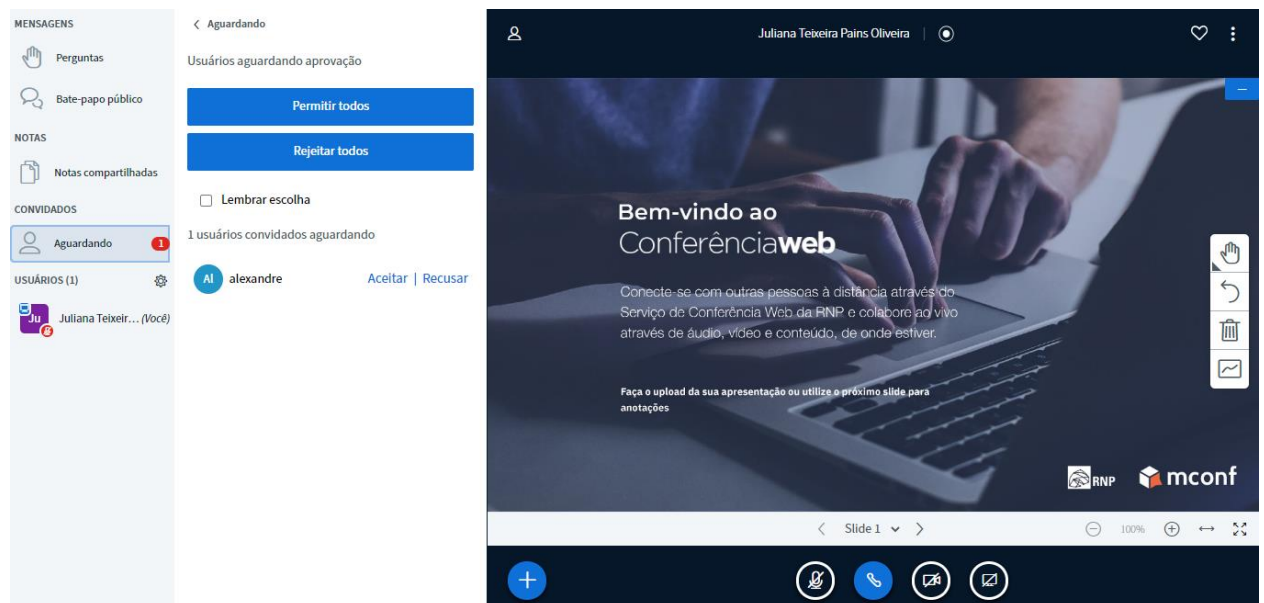 MENSAGENS
Perguntas
Bate-papo público
NOTAS
Notas compartilhadas
CONVIDADOS
Aguardando 1
USUÁRIOS (1)
Ju Juliana Teixeir... (Você)
Aguardando
Usuários aguardando aprovação
Permitir todos
Rejeitar todos
Lembrar escolha
1 usuários convidados aguardando
Al alexandre Aceitar | Recusar
Juliana Teixeira Pains Oliveira |
Bem-vindo ao
Conferênciaweb
Conecte-se com outras pessoas à distância através do
Serviço de Conferência Web da RNP e colabore ao vivo
através de áudio, vídeo e conteúdo, de onde estiver.
Faça o upload da sua apresentação ou utilize o próximo slide para
anotações
RNP mconf
Slide 1 100%